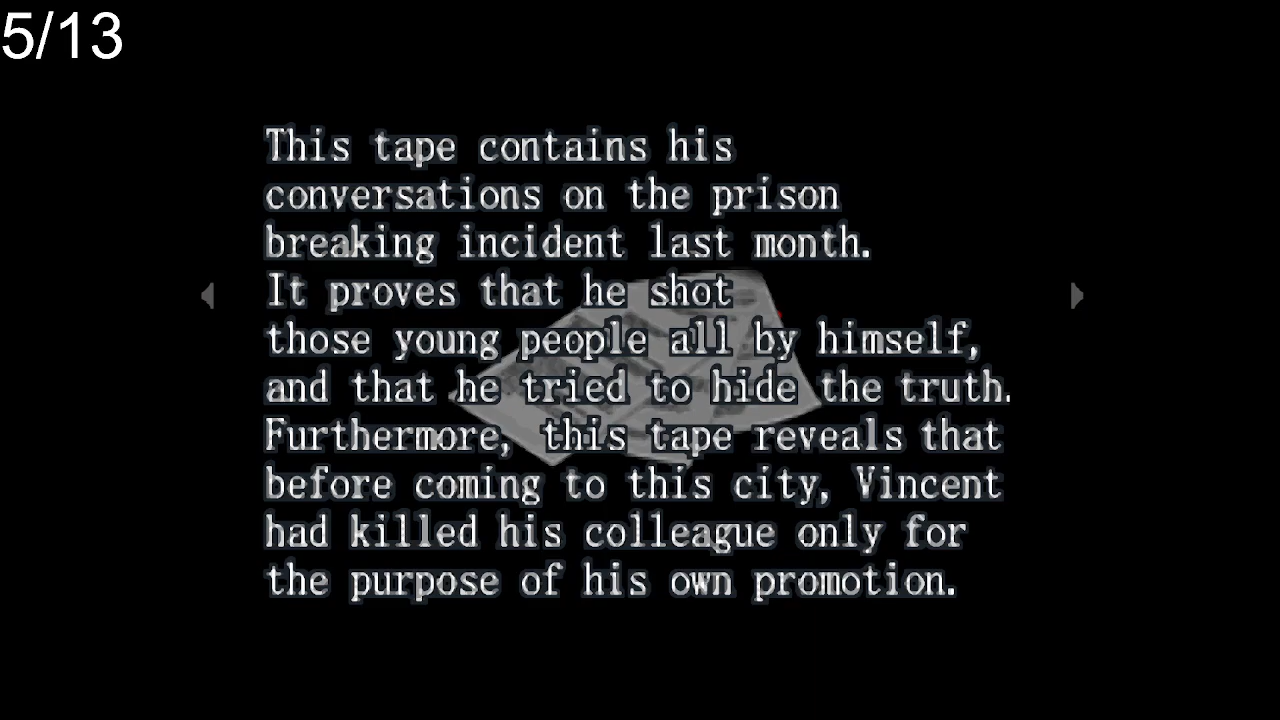 5/13
This tape contains his
conversations on the prison
breaking incident last month.
It proves that he shot
those young people all by himself,
and that he tried to hide the truth.
Furthermore, this tape reveals that
before coming to this city, Vincent
had killed his colleague only for
the purpose of his own promotion.